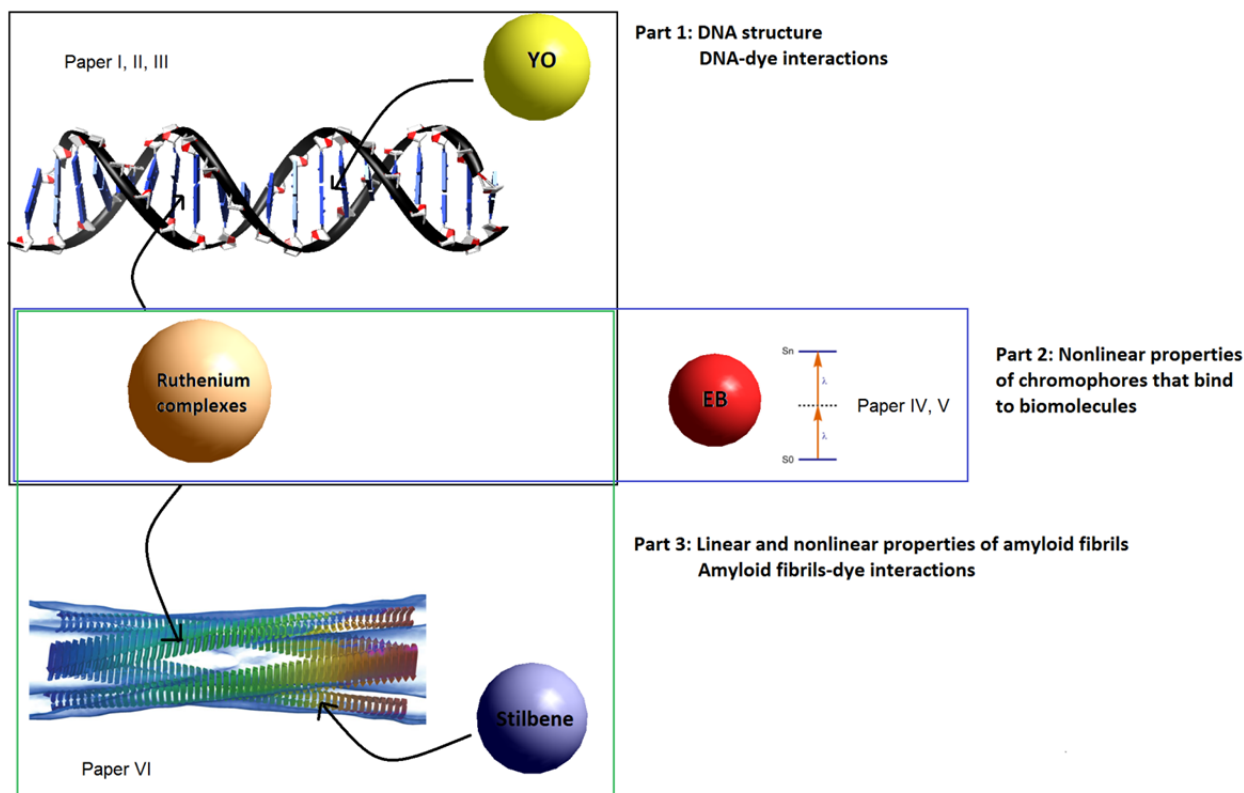 Part 1: DNA structure
DNA-dye interactions
Paper I, II, III
YO
Ruthenium
complexes
EB
Sn
λ
λ
S0
Paper IV, V
Part 2: Nonlinear properties
of chromophores that bind
to biomolecules
Part 3: Linear and nonlinear properties of amyloid fibrils
Amyloid fibrils-dye interactions
Stilbene
Paper VI